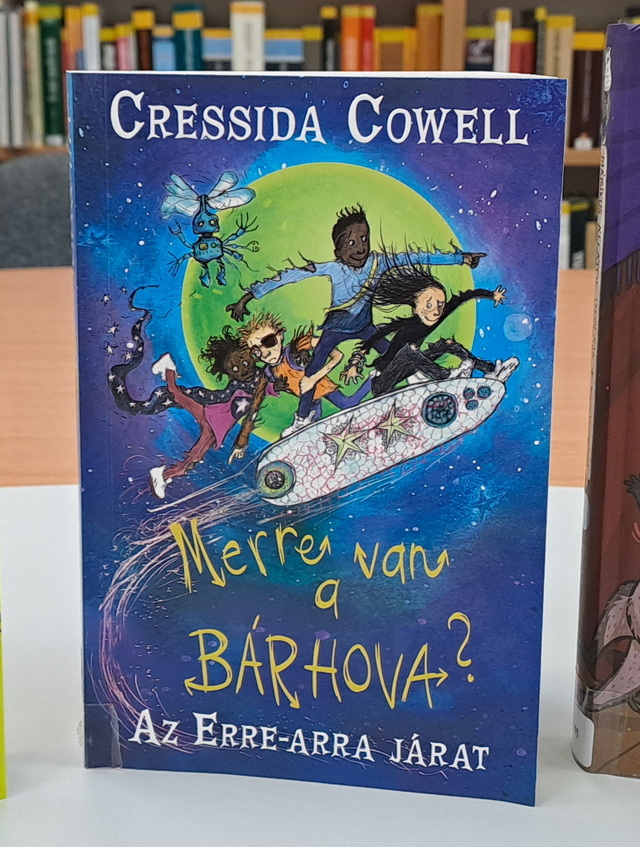 CRESSIDA COWELL
Merre van
a
BÁRHOVA?
AZ ERRE-ARRA JÁRAT